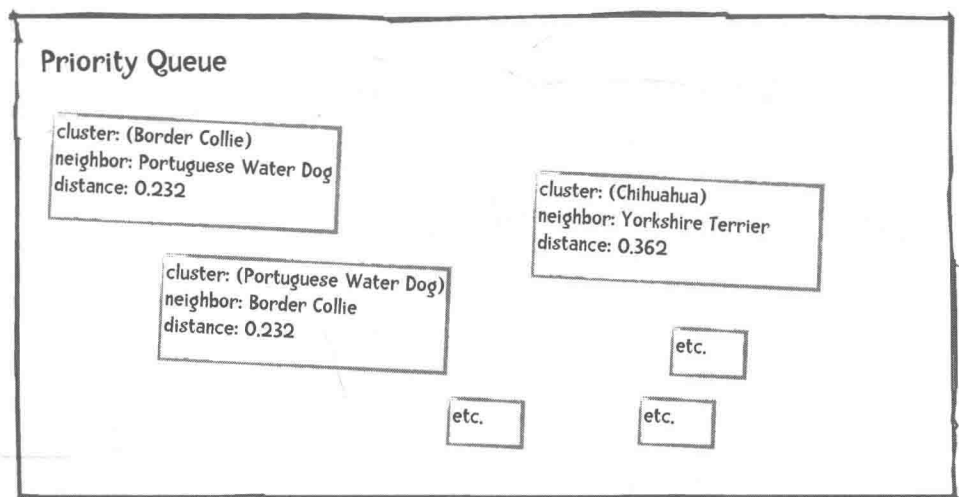 Priority Queue
cluster: (Border Collie)
neighbor: Portuguese Water Dog
distance: 0.232
cluster: (Chihuahua)
neighbor: Yorkshire Terrier
distance: 0.362
cluster: (Portuguese Water Dog)
neighbor: Border Collie
distance: 0.232
etc.
etc.
etc.